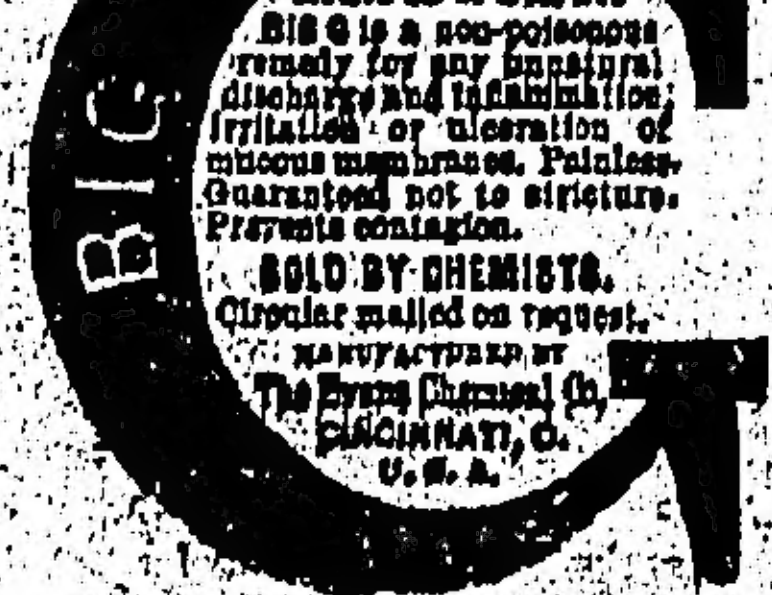 BIG
BIG G is a non-poisonous
remedy for any unnatural
discharge and inflammation,
irritation or ulceration of
mucous membranes. Painless.
Guaranteed not to stricture.
Prevents contagion.
SOLD BY CHEMISTS.
Circular mailed on request.
MANUFACTURED BY
The Evans Chemical Co.
CINCINNATI, O.
U. S. A.